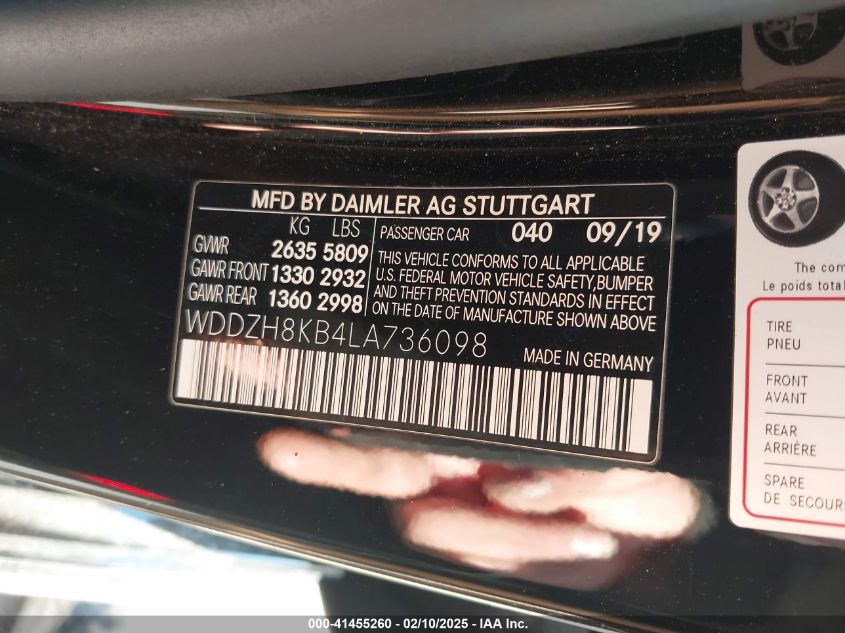 MFD BY DAIMLER AG STUTTGART
KG LBS
GVWR 2635 5809
GAWR FRONT 1330 2932
GAWR REAR 1360 2998
PASSENGER CAR 040 09/19
THIS VEHICLE CONFORMS TO ALL APPLICABLE
U.S. FEDERAL MOTOR VEHICLE SAFETY,BUMPER
AND THEFT PREVENTION STANDARDS IN EFFECT
ON THE DATE OF MANUFACTURE SHOWN ABOVE
WDDZH8KB4LA736098
MADE IN GERMANY
The com
Le poids total
TIRE
PNEU
FRONT
AVANT
REAR
ARRIÈRE
SPARE
DE SECOURS
000-41455260 - 02/10/2025 - IAA Inc.